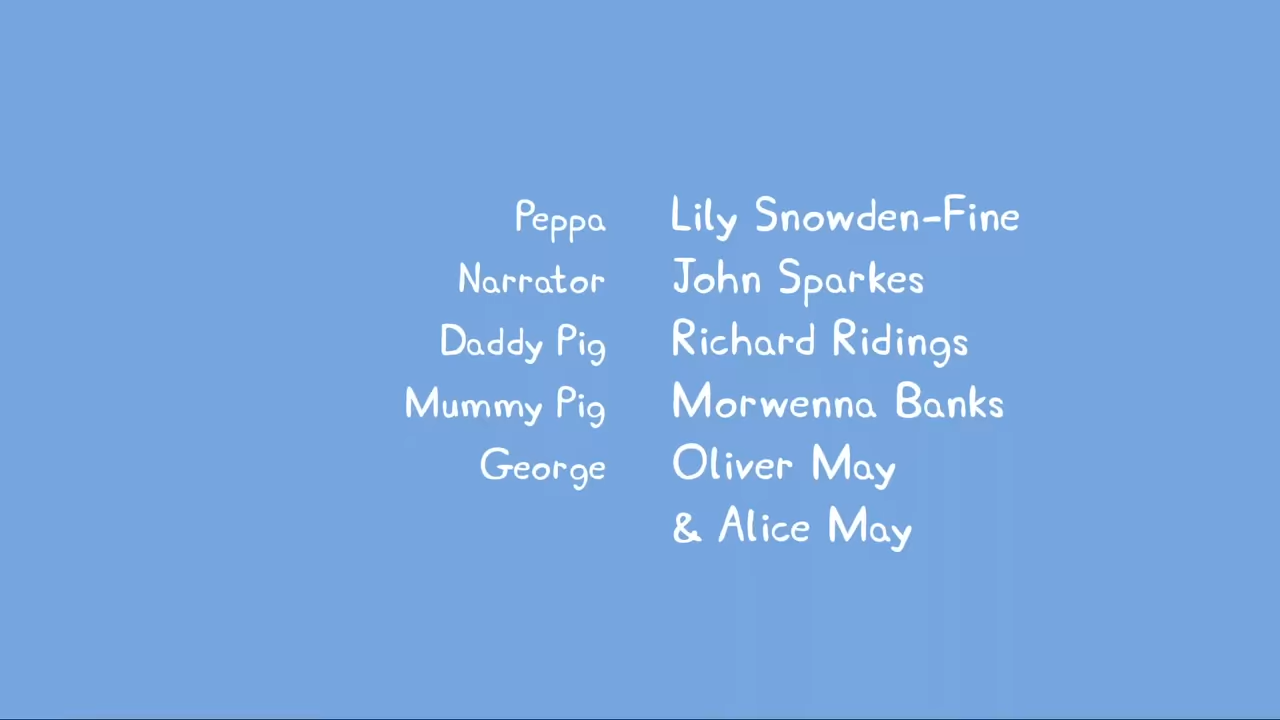 Peppa Lily Snowden-Fine
Narrator John Sparkes
Daddy Pig Richard Ridings
Mummy Pig Morwenna Banks
George Oliver May
& Alice May